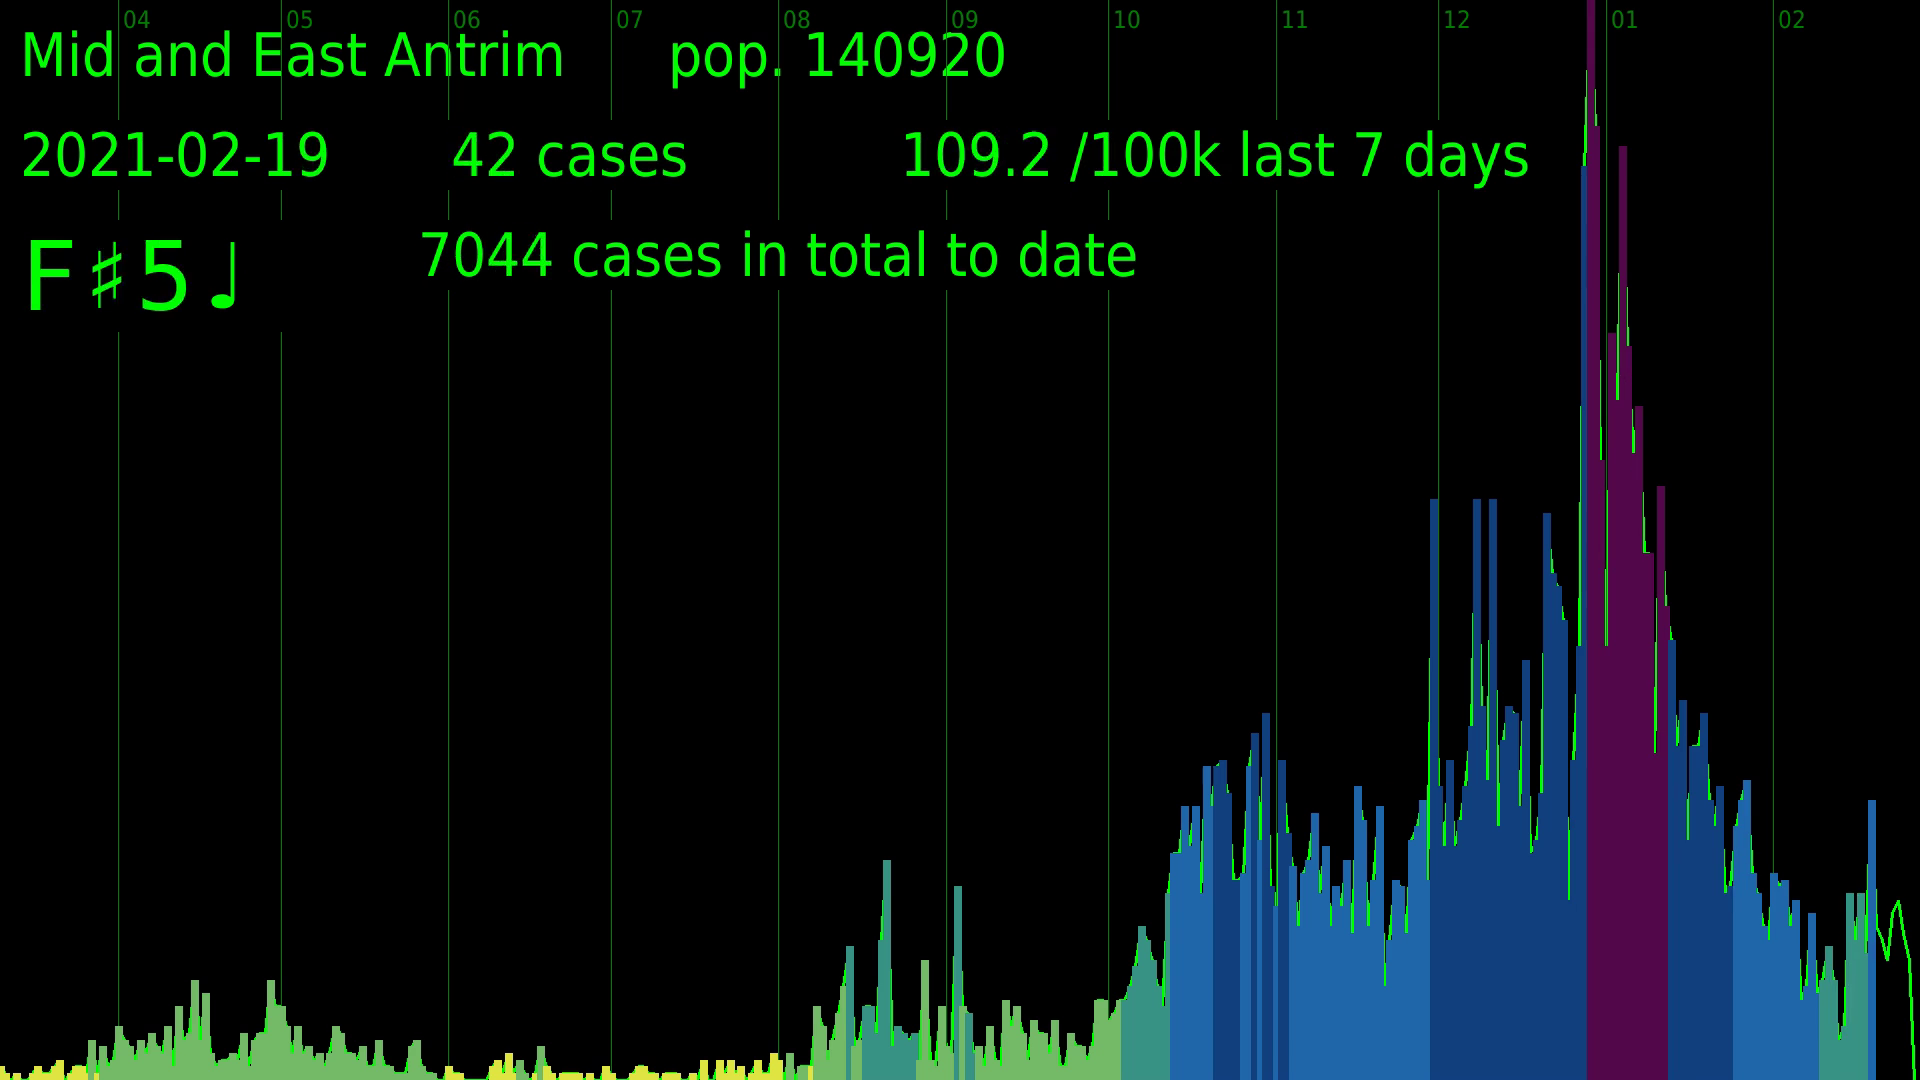 04 05 06 07 08 09 10 11 12 01 02
Mid and East Antrim pop. 140920
2021-02-19 42 cases 109.2 /100k last 7 days
F♯5♩ 7044 cases in total to date